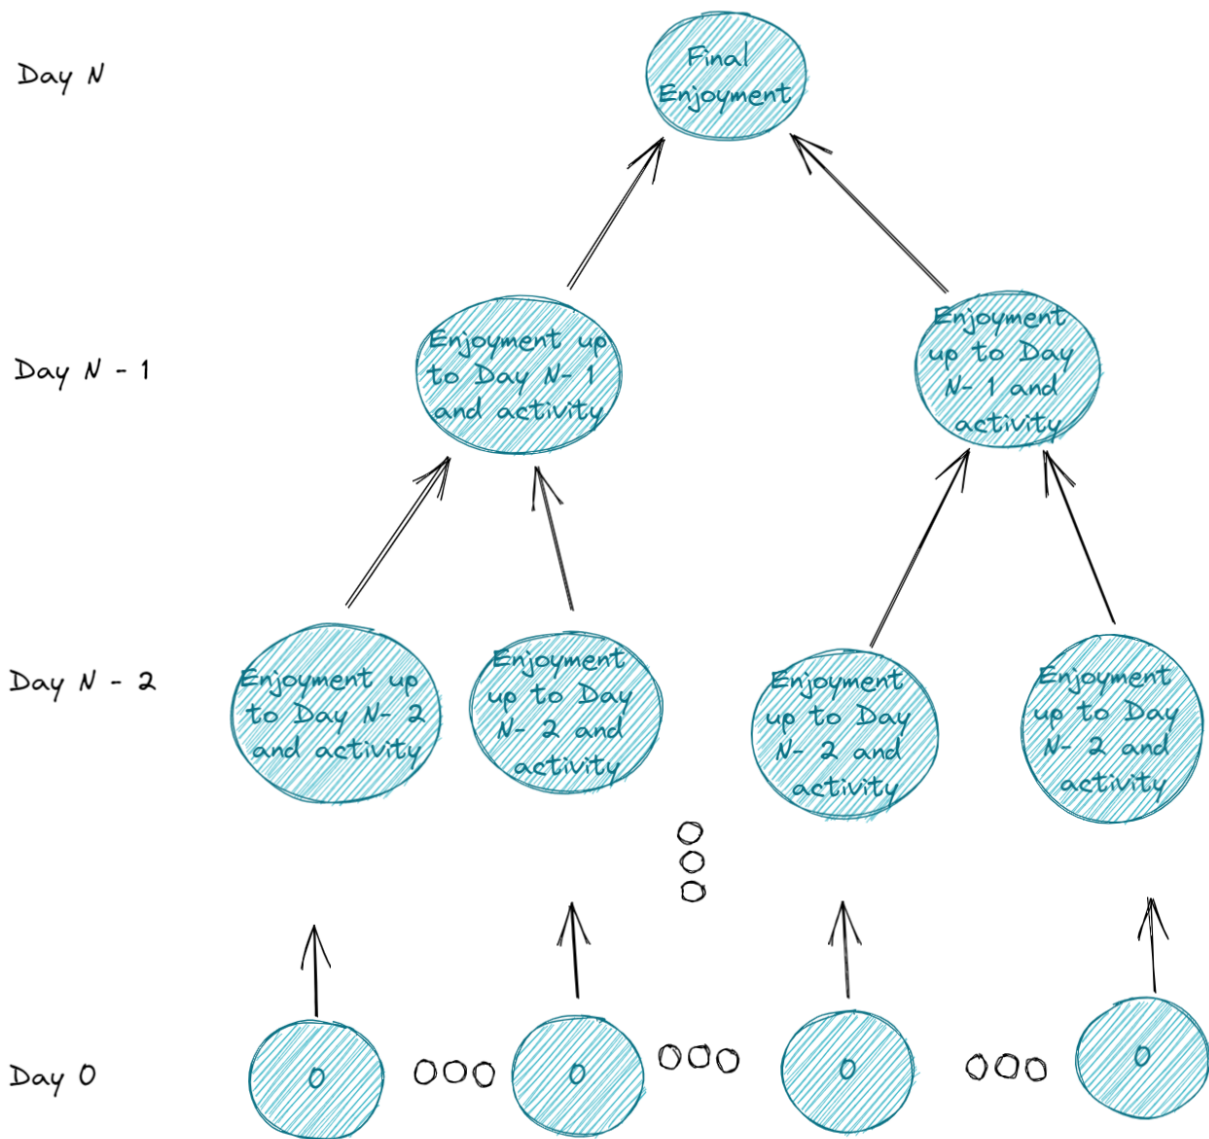 Day N
Final
Enjoyment
Day N - 1
Enjoyment up
to Day N- 1
and activity
Enjoyment
up to Day
N- 1 and
activity
Day N - 2
Enjoyment up
to Day N- 2
and activity
Enjoyment
up to Day
N- 2 and
activity
Enjoyment
up to Day
N- 2 and
activity
Enjoyment
up to Day
N- 2 and
activity
Day 0
0
0
0
0